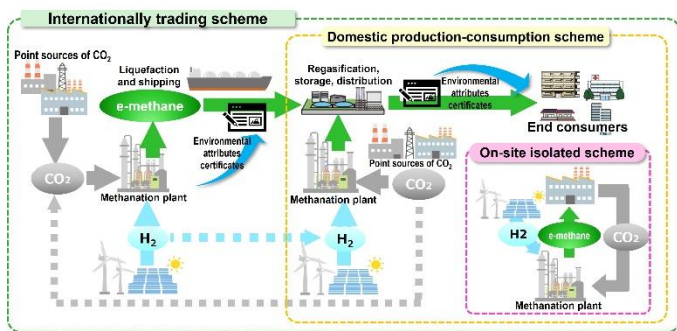 Internationally trading scheme
Domestic production-consumption scheme
Point sources of CO2
Liquefaction and shipping
e-methane
Environmental
attributes
certificates
CO2
Methanation plant
H2
Regasification,
storage, distribution
Environmental
attributes
certificates
End consumers
Point sources of CO2
CO2
Methanation plant
H2
On-site isolated scheme
H2
e-methane
CO2
Methanation plant